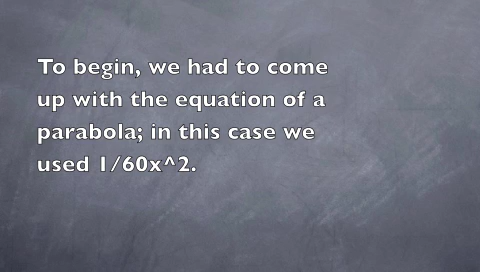 To begin, we had to come
up with the equation of a
parabola; in this case we
used 1/60x^2.